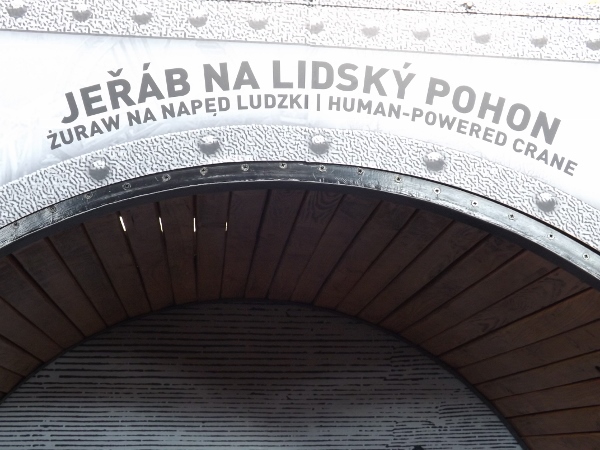 JEŘÁB NA LIDSKÝ POHON
ŻURAW NA NAPĘD LUDZKI | HUMAN-POWERED CRANE